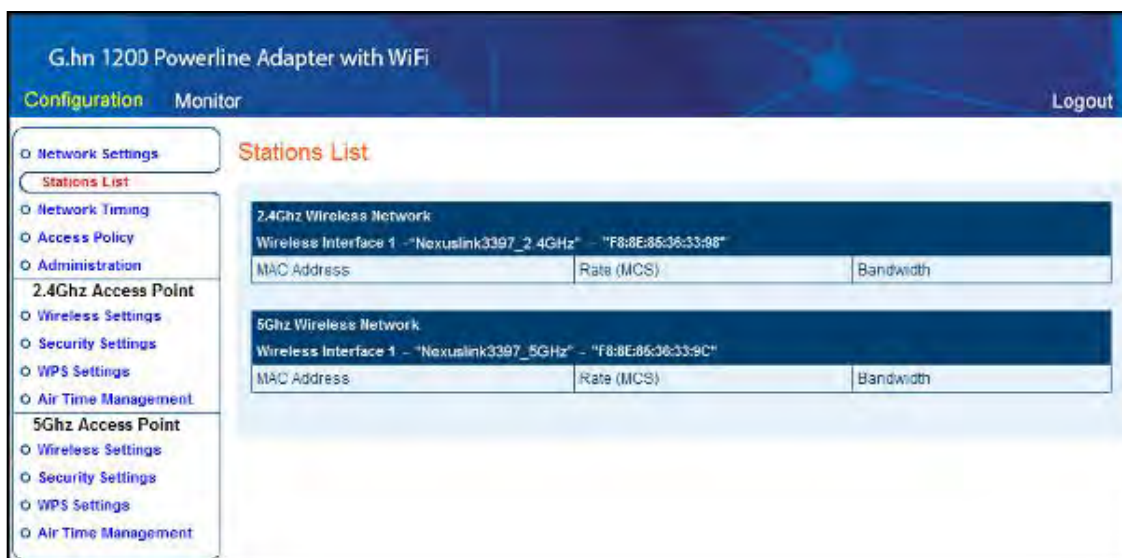 G.hn 1200 Powerline Adapter with WiFi
Configuration Monitor Logout
Network Settings
Stations List
Network Timing
Access Policy
Administration
2.4Ghz Access Point
Wireless Settings
Security Settings
WPS Settings
Air Time Management
5Ghz Access Point
Wireless Settings
Security Settings
WPS Settings
Air Time Management
Stations List
2.4Ghz Wireless Network
Wireless Interface 1 -"Nexuslink3397_2.4GHz" - "F8:8E:85:36:33:98"
MAC Address Rate (MCS) Bandwidth
5Ghz Wireless Network
Wireless Interface 1 - "Nexuslink3397_5GHz" - "F8:8E:85:36:33:9C"
MAC Address Rate (MCS) Bandwidth